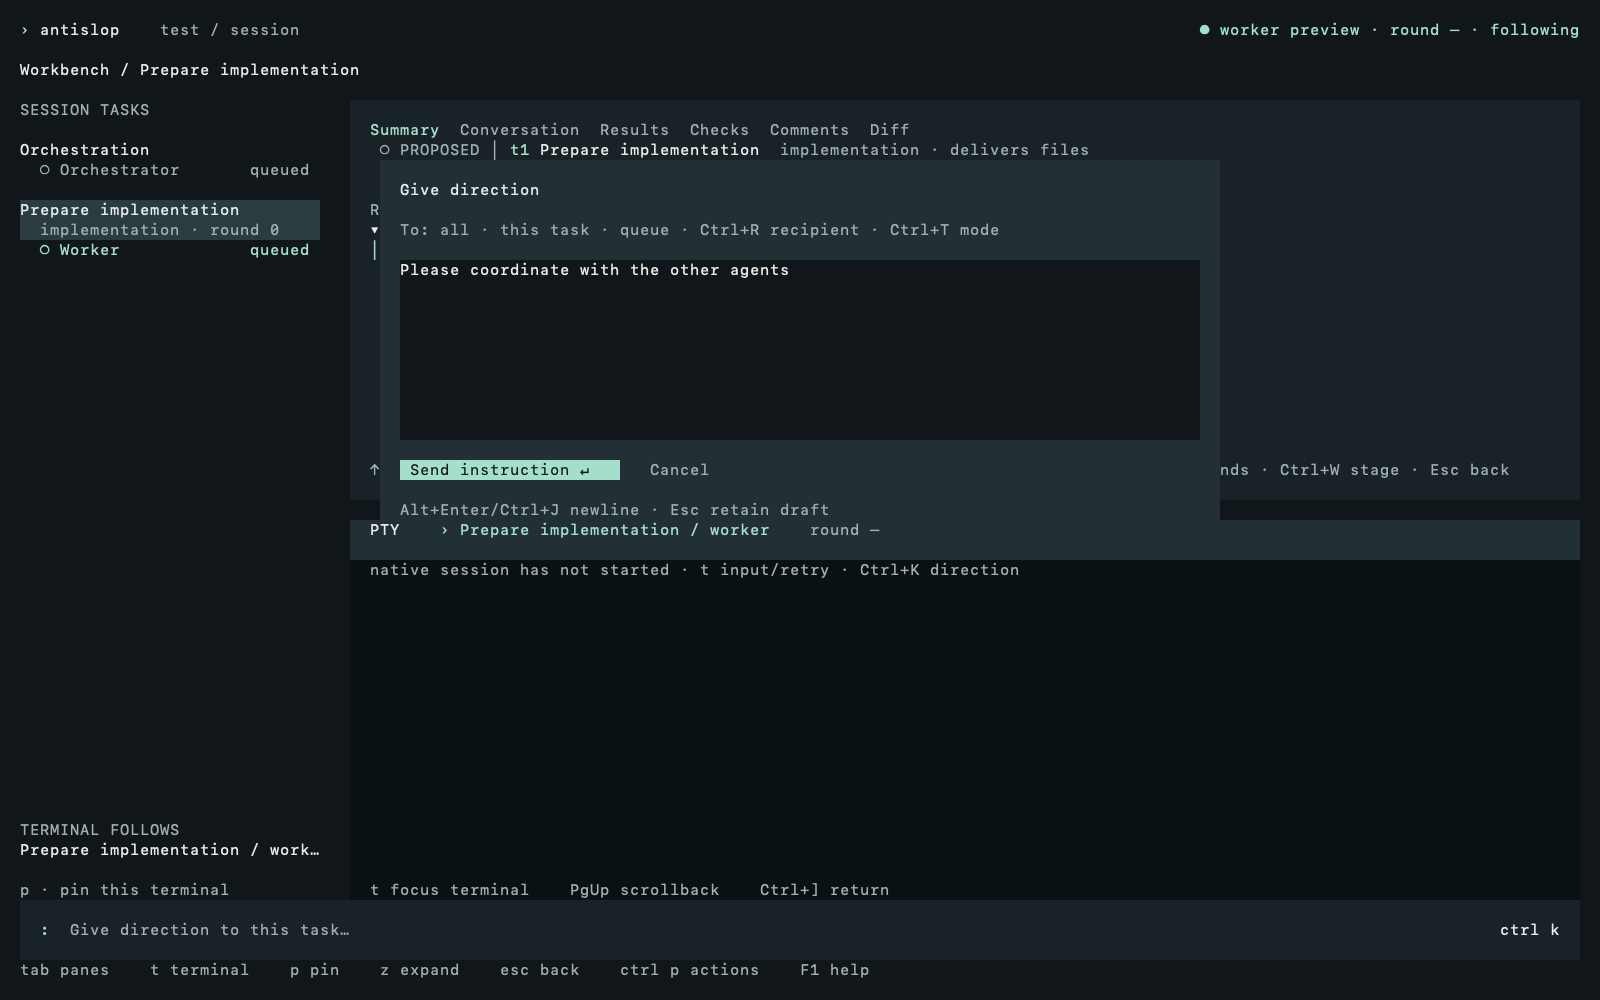 › antislop    test / session    ● worker preview · round — · following
Workbench / Prepare implementation
SESSION TASKS
Orchestration
○ Orchestrator    queued
Prepare implementation
implementation · round 0
○ Worker    queued
Summary  Conversation  Results  Checks  Comments  Diff
○ PROPOSED │ t1 Prepare implementation  implementation · delivers files
Give direction
R
To: all · this task · queue · Ctrl+R recipient · Ctrl+T mode
Please coordinate with the other agents
↑    Send instruction ↵    Cancel    nds · Ctrl+W stage · Esc back
Alt+Enter/Ctrl+J newline · Esc retain draft
PTY    › Prepare implementation / worker    round —
native session has not started · t input/retry · Ctrl+K direction
TERMINAL FOLLOWS
Prepare implementation / work…
p · pin this terminal
t focus terminal    PgUp scrollback    Ctrl+] return
:  Give direction to this task…    ctrl k
tab panes    t terminal    p pin    z expand    esc back    ctrl p actions    F1 help